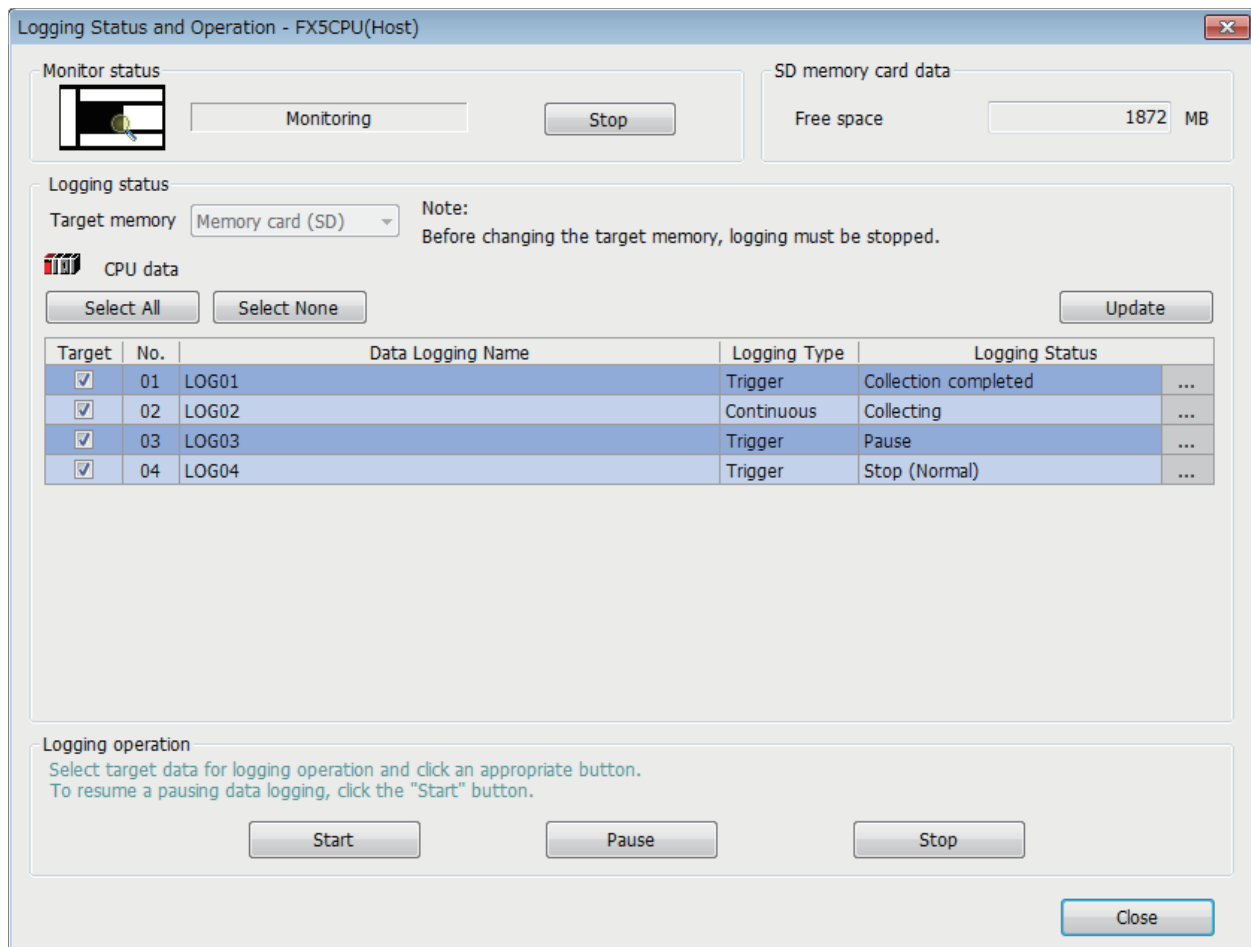 Logging Status and Operation - FX5CPU(Host)
Monitor status
SD memory card data
Monitoring
Stop
Free space
1872 MB
Logging status
Target memory
Memory card (SD)
Note:
Before changing the target memory, logging must be stopped.
CPU data
Select All
Select None
Update
Target No. Data Logging Name Logging Type Logging Status
01 LOG01 Trigger Collection completed ...
02 LOG02 Continuous Collecting ...
03 LOG03 Trigger Pause ...
04 LOG04 Trigger Stop (Normal) ...
Logging operation
Select target data for logging operation and click an appropriate button.
To resume a pausing data logging, click the "Start" button.
Start
Pause
Stop
Close